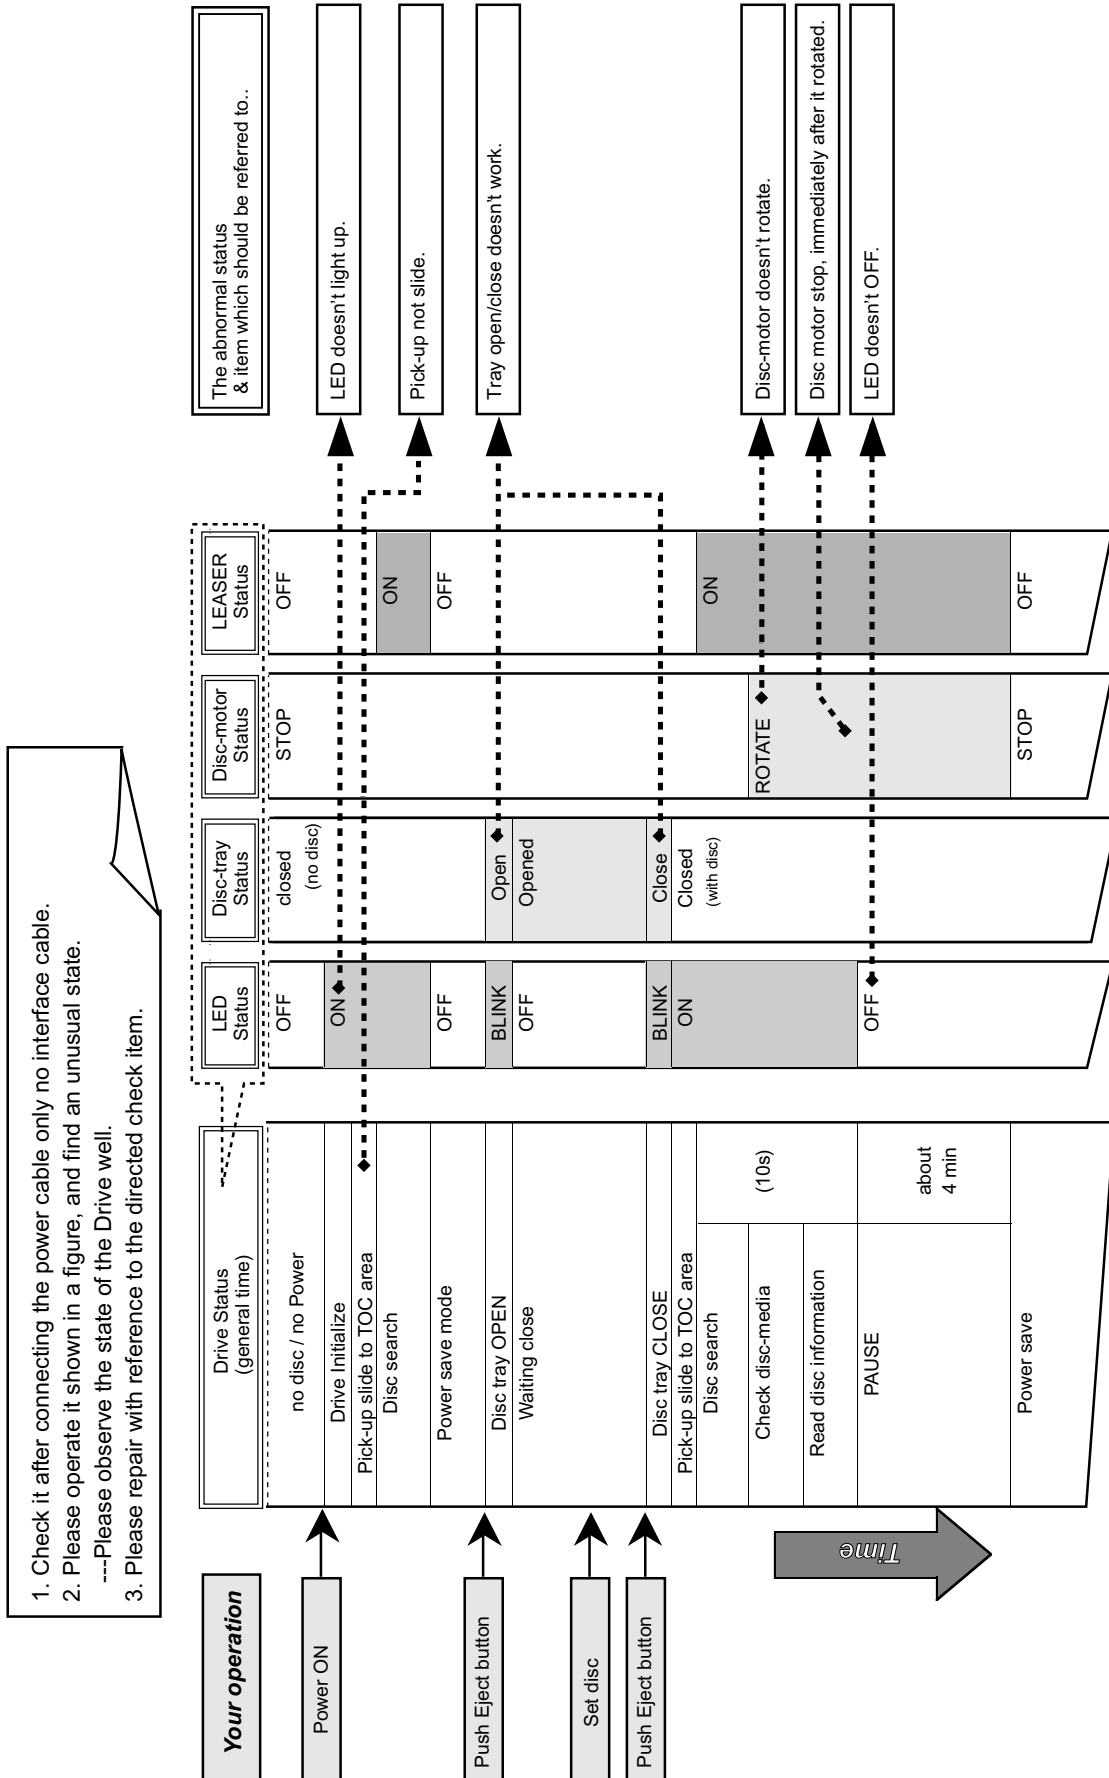 1. Check it after connecting the power cable only no interface cable.
2. Please operate it shown in a figure, and find an unusual state.
---Please observe the state of the Drive well.
3. Please repair with reference to the directed check item.
Your operation
Power ON
Push Eject button
Set disc
Push Eject button
Time
Drive Status
(general time)
no disc / no Power
Drive Initialize
Pick-up slide to TOC area
Disc search
Power save mode
Disc tray OPEN
Waiting close
Disc tray CLOSE
Pick-up slide to TOC area
Disc search
Check disc-media
Read disc information
(10s)
PAUSE
about
4 min
Power save
LED
Status
OFF
ON
OFF
BLINK
OFF
BLINK
ON
OFF
Disc-tray
Status
closed
(no disc)
Open
Opened
Close
Closed
(with disc)
Disc-motor
Status
STOP
ROTATE
STOP
LEASER
Status
OFF
ON
OFF
ON
OFF
The abnormal status
& item which should be referred to..
LED doesn't light up.
Pick-up not slide.
Tray open/close doesn't work.
Disc-motor doesn't rotate.
Disc motor stop, immediately after it rotated.
LED doesn't OFF.